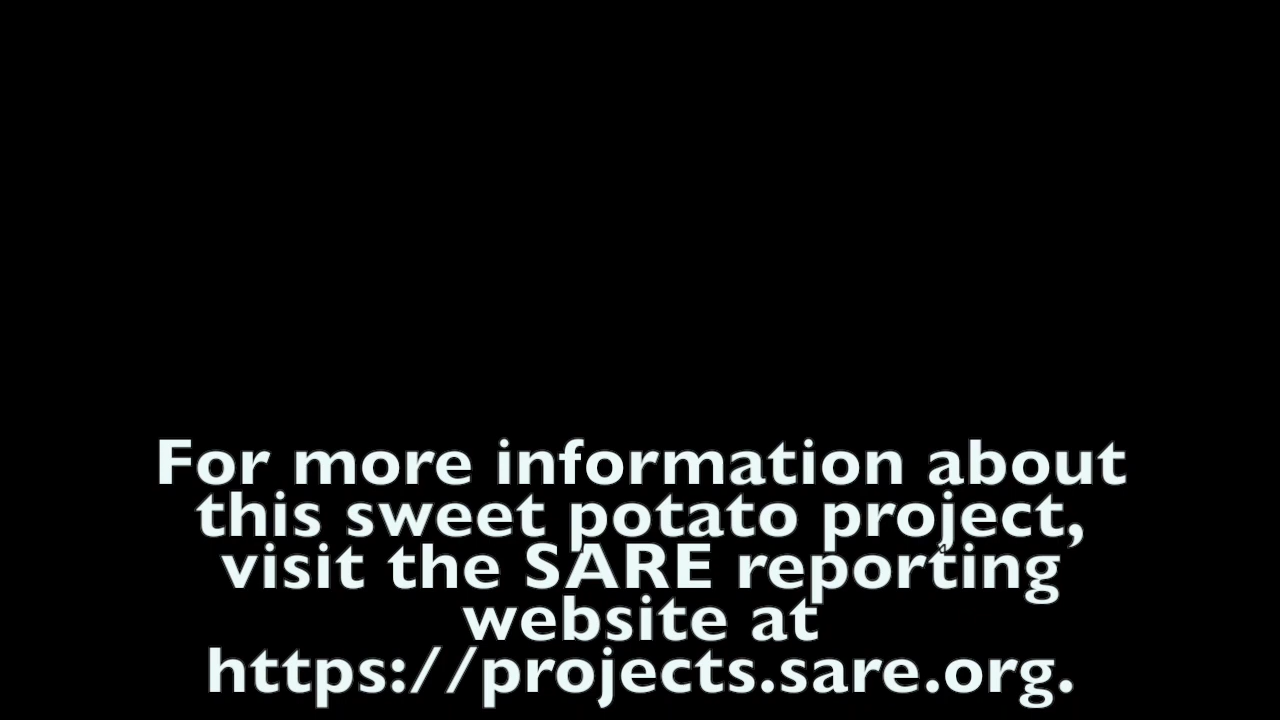 For more information about
this sweet potato project,
visit the SARE reporting
website at
https://projects.sare.org.